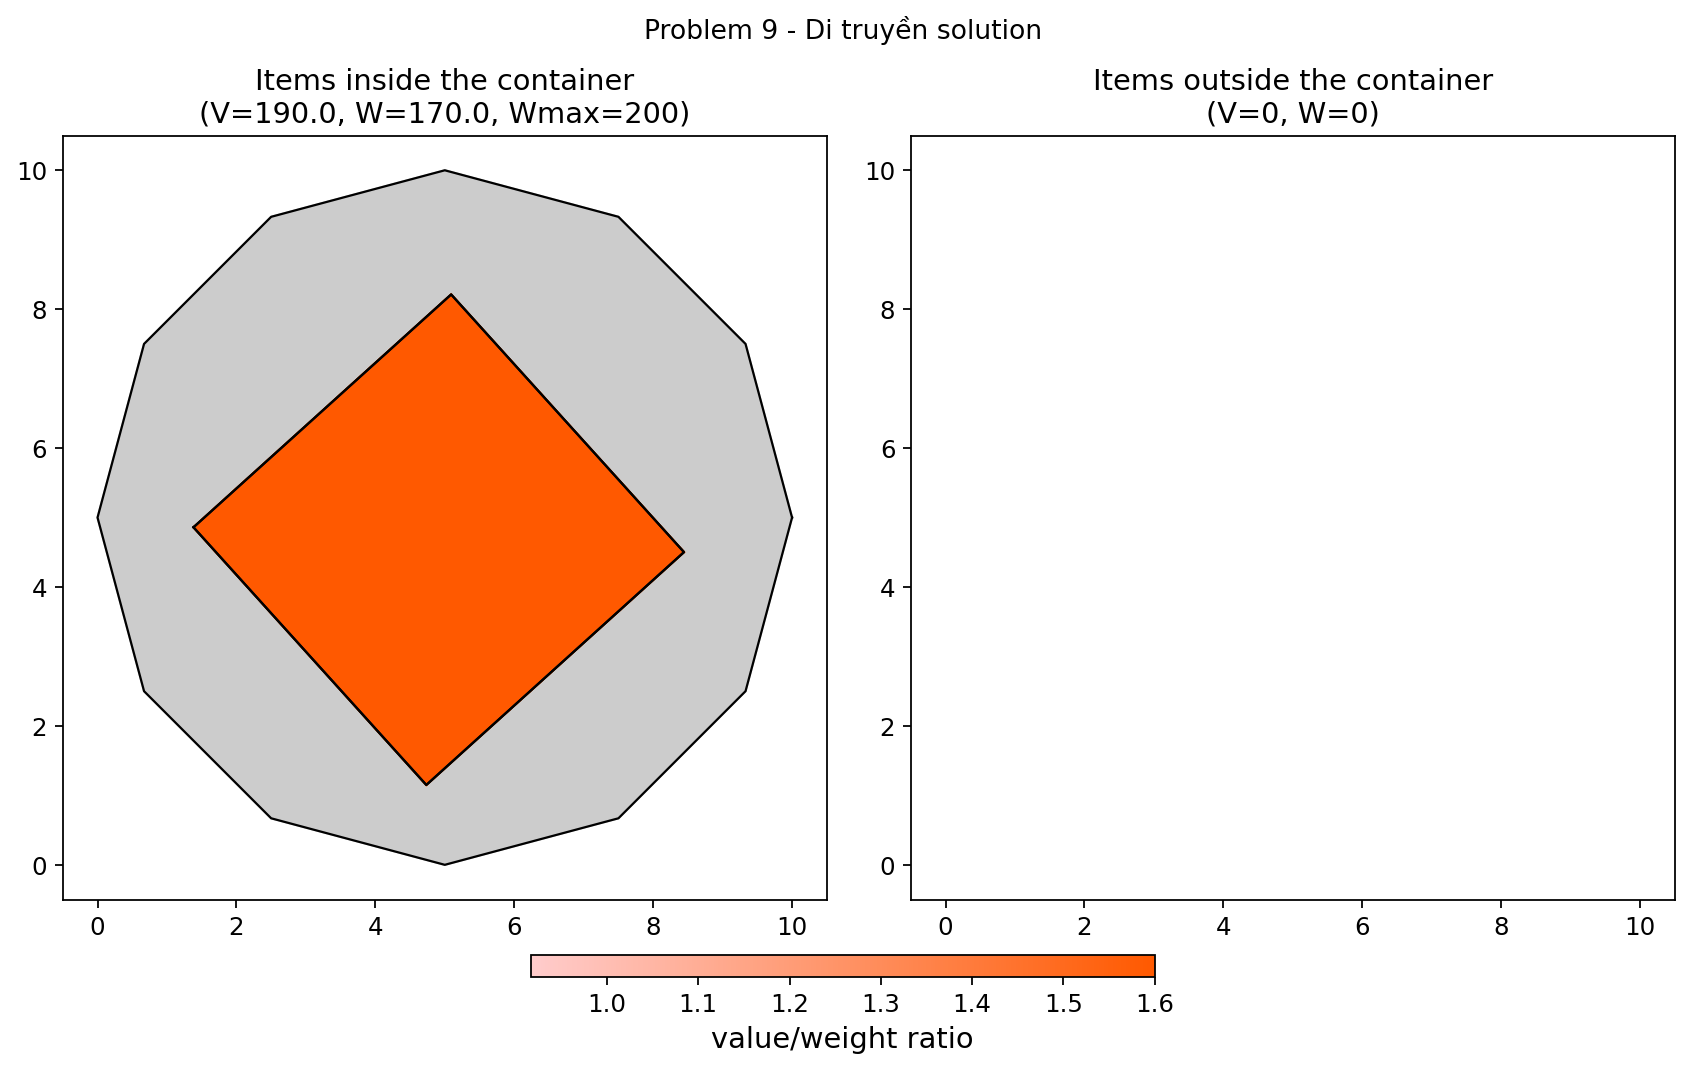 Problem 9 - Di truyền solution
Items inside the container
(V=190.0, W=170.0, Wmax=200)
10
8
6
4
2
0
0 2 4 6 8 10
Items outside the container
(V=0, W=0)
10
8
6
4
2
0
0 2 4 6 8 10
1.0 1.1 1.2 1.3 1.4 1.5 1.6
value/weight ratio